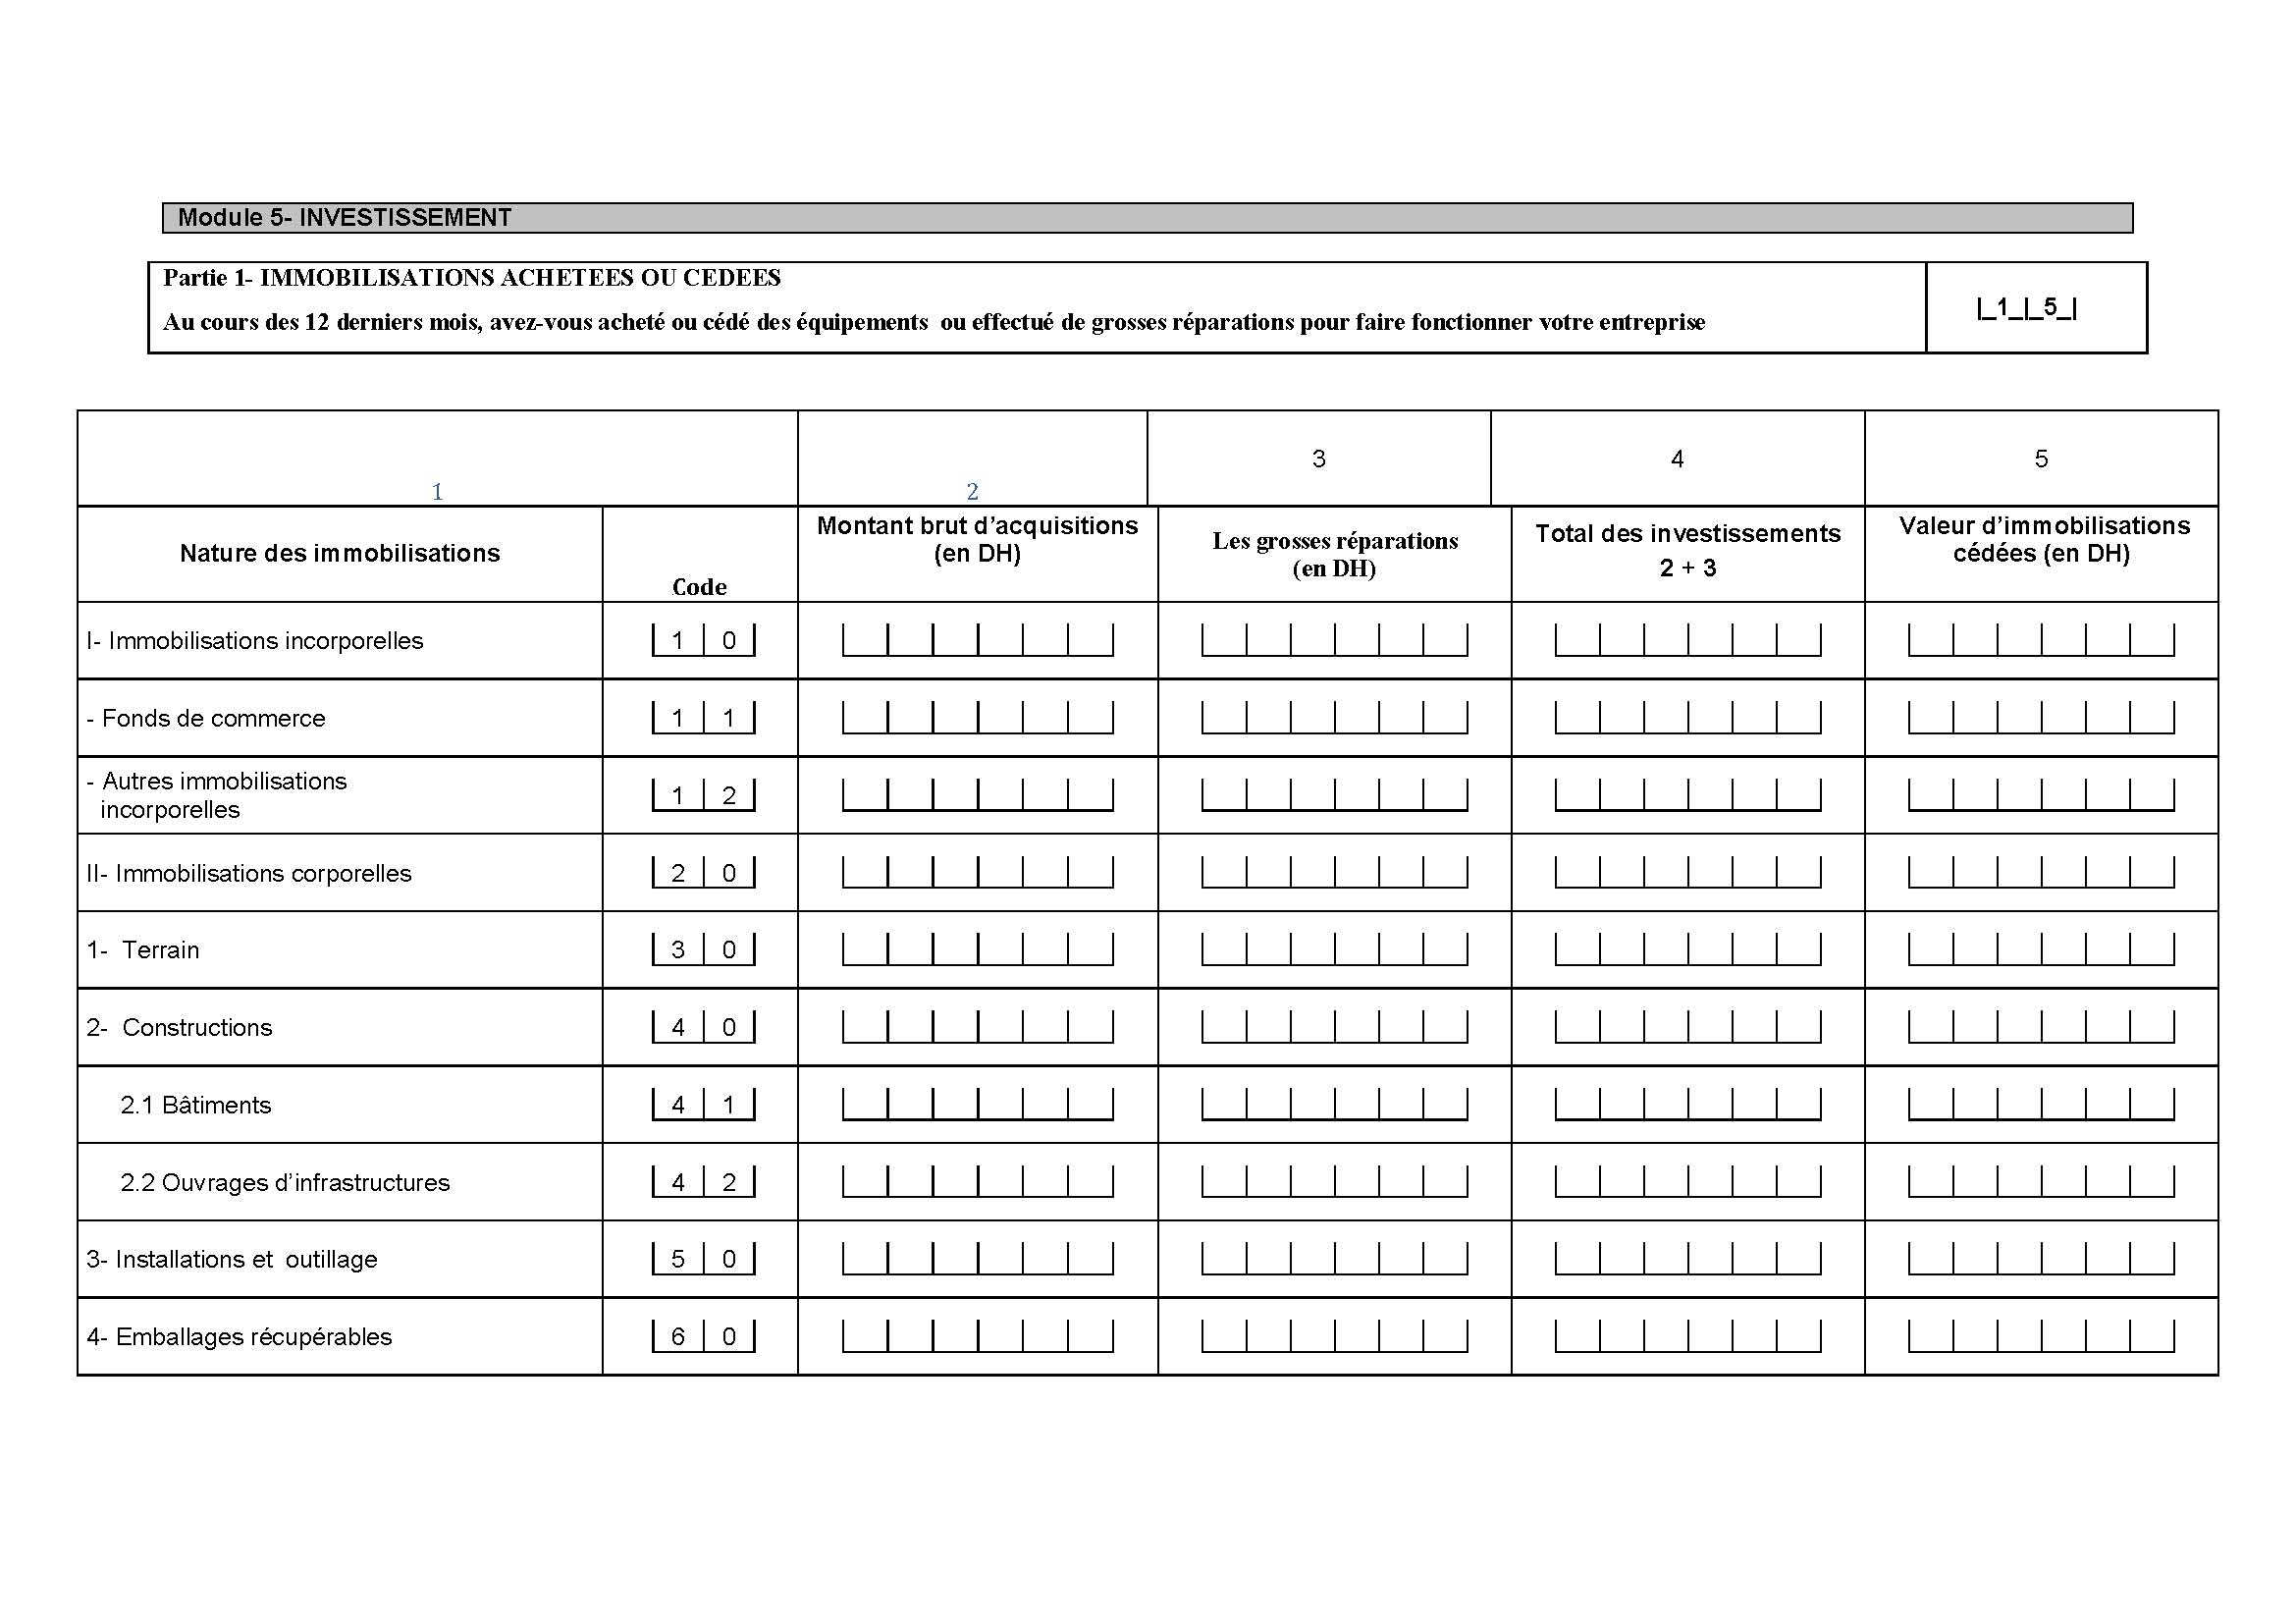 Module 5- INVESTISSEMENT
Partie 1- IMMOBILISATIONS ACHETEES OU CEDEES
Au cours des 12 derniers mois, avez-vous acheté ou cédé des équipements  ou effectué de grosses réparations pour faire fonctionner votre entreprise
|_1_|_5_|
1 2 3 4 5
Nature des immobilisations
Code
Montant brut d’acquisitions
(en DH)
Les grosses réparations
(en DH)
Total des investissements
2 + 3
Valeur d’immobilisations
cédées (en DH)
I- Immobilisations incorporelles 1 0
- Fonds de commerce 1 1
- Autres immobilisations
incorporelles 1 2
II- Immobilisations corporelles 2 0
1-  Terrain 3 0
2-  Constructions 4 0
2.1 Bâtiments 4 1
2.2 Ouvrages d’infrastructures 4 2
3- Installations et  outillage 5 0
4- Emballages récupérables 6 0